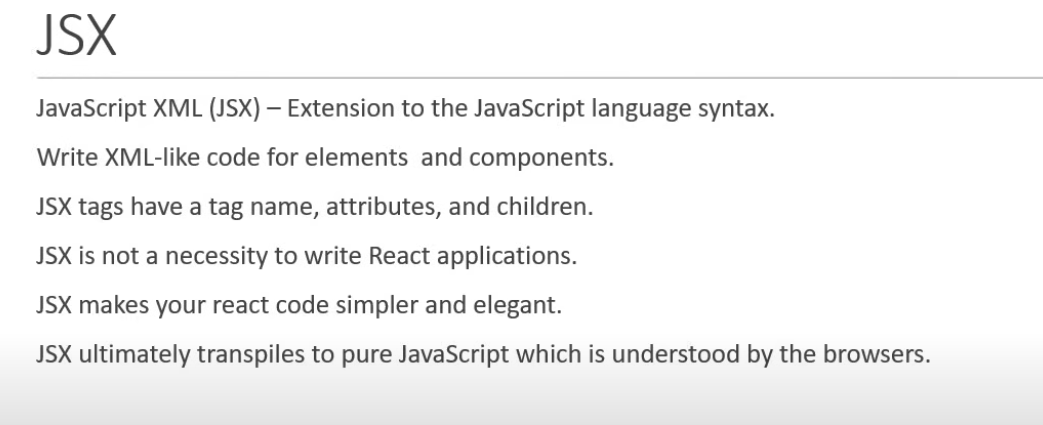 JSX
JavaScript XML (JSX) – Extension to the JavaScript language syntax.
Write XML-like code for elements and components.
JSX tags have a tag name, attributes, and children.
JSX is not a necessity to write React applications.
JSX makes your react code simpler and elegant.
JSX ultimately transpiles to pure JavaScript which is understood by the browsers.